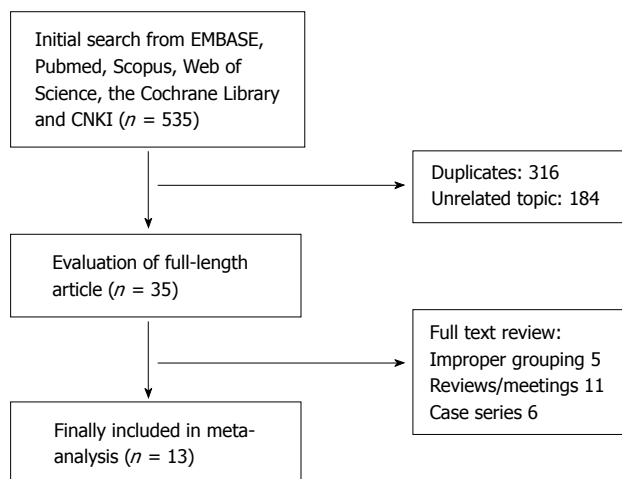 Initial search from EMBASE,
Pubmed, Scopus, Web of
Science, the Cochrane Library
and CNKI (n = 535)
Duplicates: 316
Unrelated topic: 184
Evaluation of full-length
article (n = 35)
Full text review:
Improper grouping 5
Reviews/meetings 11
Case series 6
Finally included in meta-
analysis (n = 13)